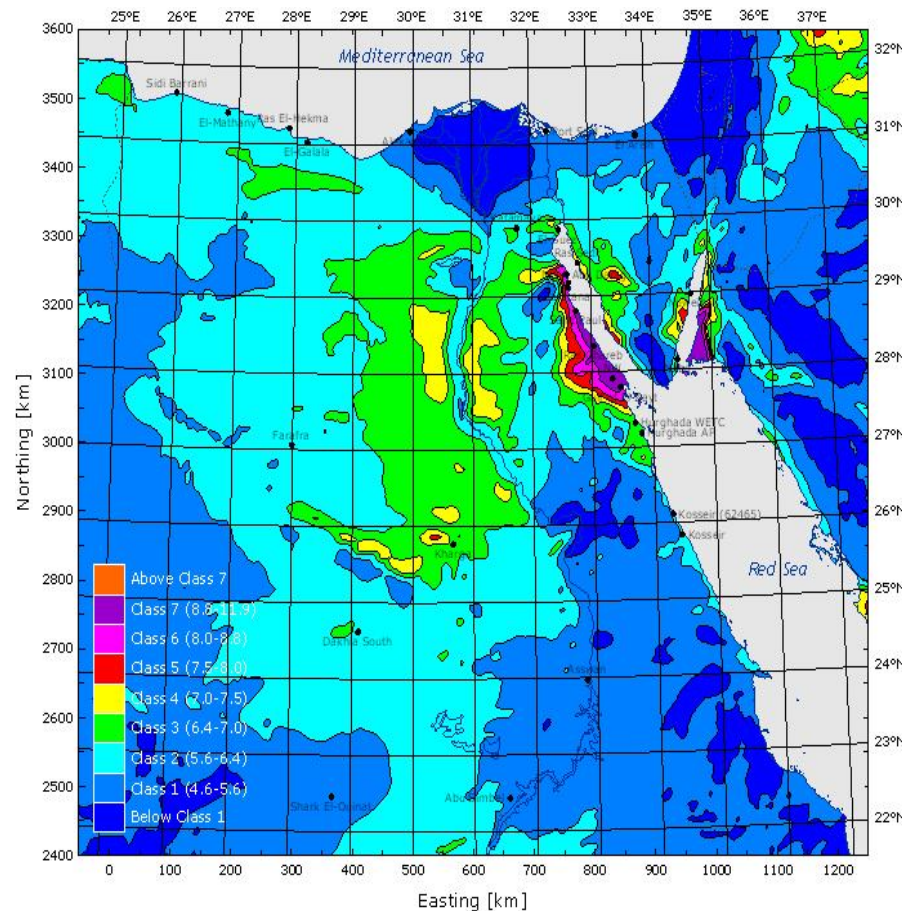 25°E 26°E 27°E 28°E 29°E 30°E 31°E 32°E 33°E 34°E 35°E 36°E 37°E
Mediterranean Sea
Sidi Barrani
El-Mathany
Ras El-Hekma
El-Galala
Port Said
El-Arish
Hurghada WETC
Hurghada AP
Farafra
Kosseir (62465)
Kosseir
Kharga
Red Sea
Dakhla South
Asswan
Shark El-Ouinat
Abu Simbel
Above Class 7
Class 7 (8.8-11.9)
Class 6 (8.0-8.8)
Class 5 (7.5-8.0)
Class 4 (7.0-7.5)
Class 3 (6.4-7.0)
Class 2 (5.6-6.4)
Class 1 (4.6-5.6)
Below Class 1
3600
3500
3400
3300
3200
3100
3000
2900
2800
2700
2600
2500
2400
Northing [km]
32°N
31°N
30°N
29°N
28°N
27°N
26°N
25°N
24°N
23°N
22°N
0 100 200 300 400 500 600 700 800 900 1000 1100 1200
Easting [km]